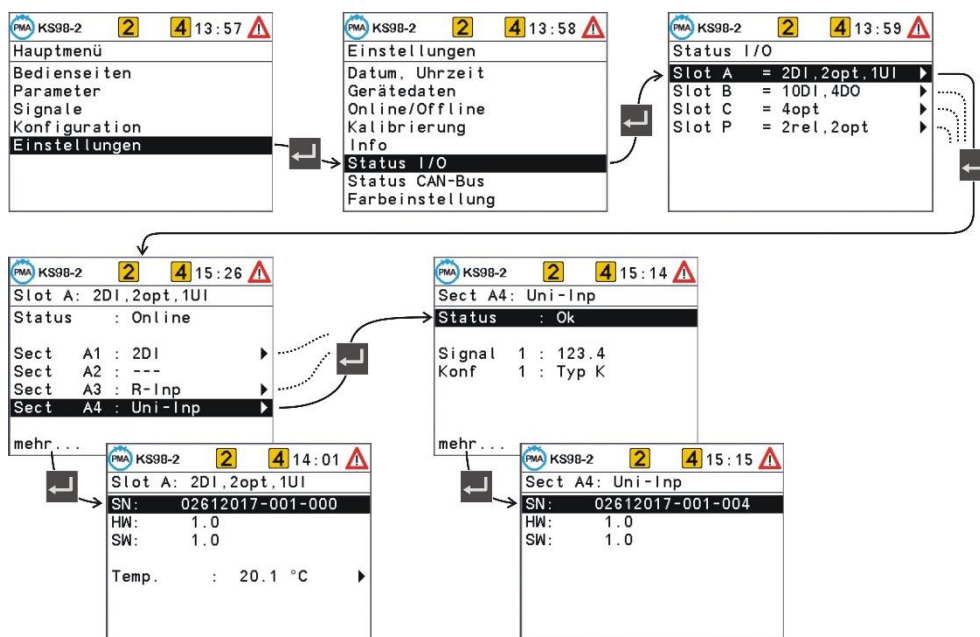 PMA KS98-2 2 4 13:57
Hauptmenü
Bedienseiten
Parameter
Signale
Konfiguration
Einstellungen
PMA KS98-2 2 4 13:58
Einstellungen
Datum, Uhrzeit
Gerätedaten
Online/Offline
Kalibrierung
Info
Status I/O
Status CAN-Bus
Farbeinstellung
PMA KS98-2 2 4 13:59
Status I/O
Slot A = 2DI,2opt,1UI
Slot B = 10DI,4DO
Slot C = 4opt
Slot P = 2rel,2opt
PMA KS98-2 2 4 15:26
Slot A: 2DI,2opt,1UI
Status : Online
Sect A1 : 2DI
Sect A2 : ---
Sect A3 : R-Inp
Sect A4 : Uni-Inp
mehr...
PMA KS98-2 2 4 15:14
Sect A4: Uni-Inp
Status : Ok
Signal 1 : 123.4
Konf 1 : Typ K
mehr...
PMA KS98-2 2 4 14:01
Slot A: 2DI,2opt,1UI
SN: 02612017-001-000
HW: 1.0
SW: 1.0
Temp. : 20.1 °C
PMA KS98-2 2 4 15:15
Sect A4: Uni-Inp
SN: 02612017-001-004
HW: 1.0
SW: 1.0